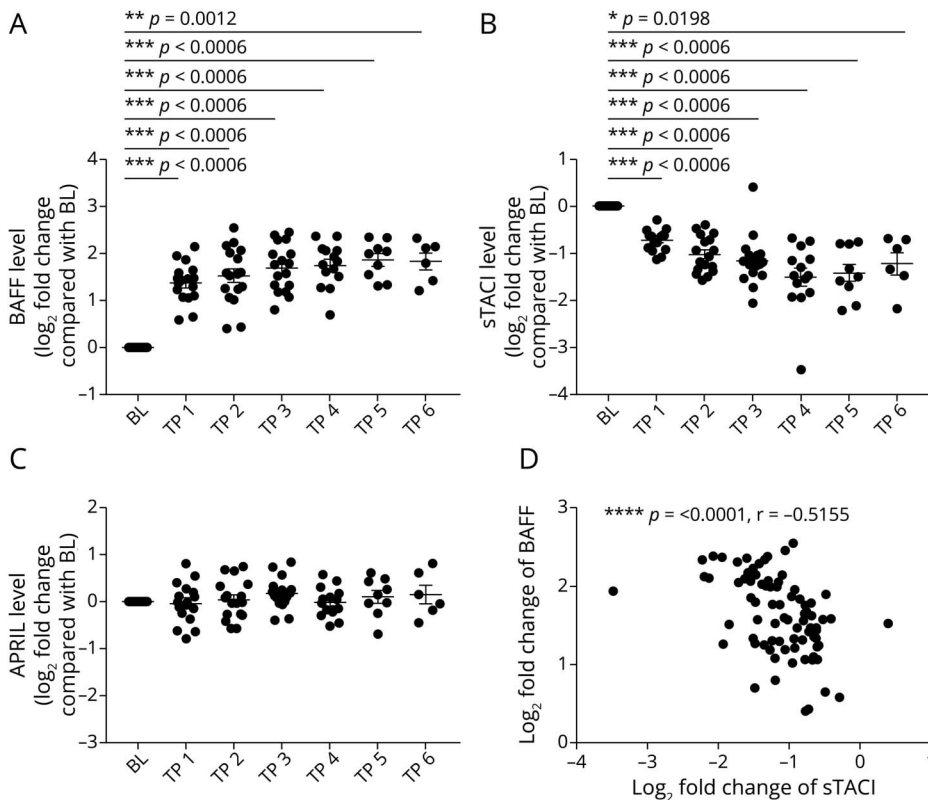 A
** p = 0.0012
*** p < 0.0006
*** p < 0.0006
*** p < 0.0006
*** p < 0.0006
*** p < 0.0006
BAFF level
(log₂ fold change
compared with BL)
4
3
2
1
0
–1
BL
TP 1
TP 2
TP 3
TP 4
TP 5
TP 6
B
* p = 0.0198
*** p < 0.0006
*** p < 0.0006
*** p < 0.0006
*** p < 0.0006
*** p < 0.0006
sTACI level
(log₂ fold change
compared with BL)
1
0
–1
–2
–3
–4
BL
TP 1
TP 2
TP 3
TP 4
TP 5
TP 6
C
APRIL level
(log₂ fold change
compared with BL)
2
1
0
–1
–2
–3
BL
TP 1
TP 2
TP 3
TP 4
TP 5
TP 6
D
**** p = <0.0001, r = –0.5155
Log₂ fold change of BAFF
3
2
1
0
–4
–3
–2
–1
0
1
Log₂ fold change of sTACI